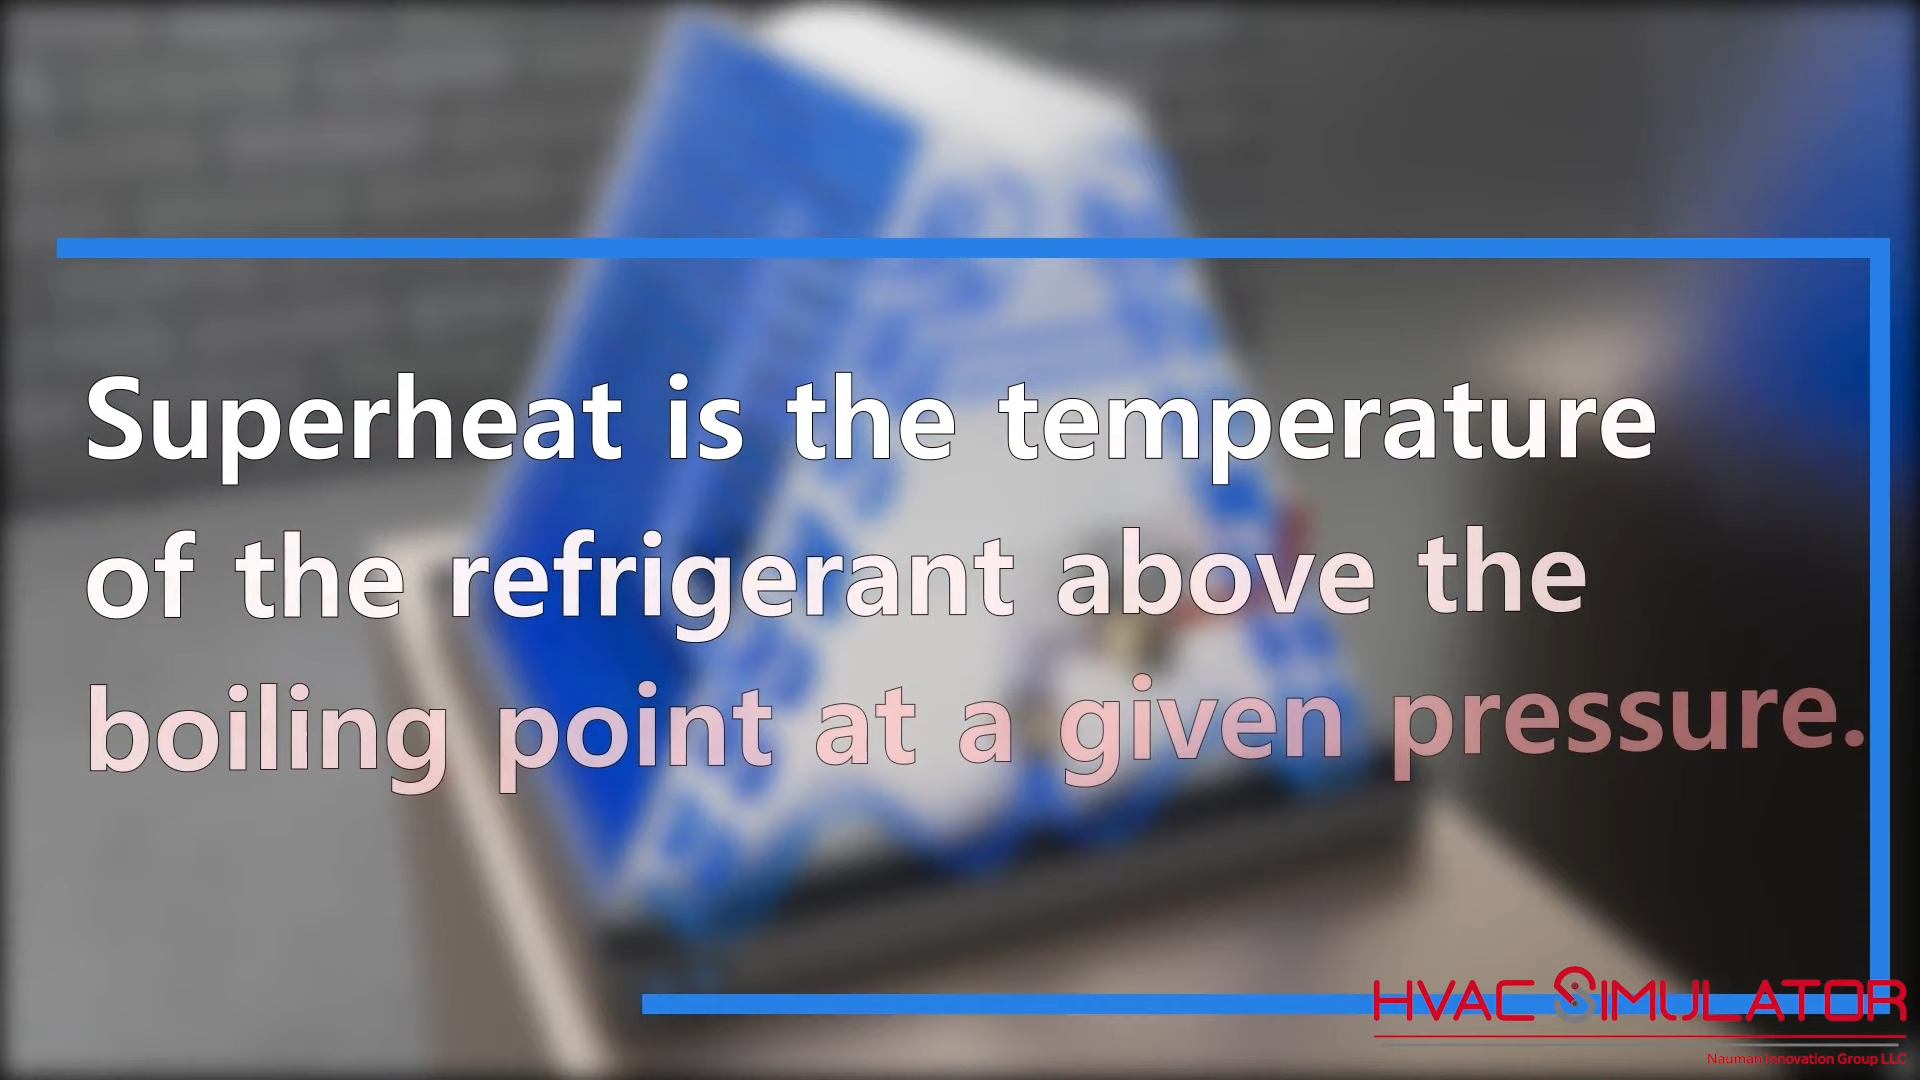 Superheat is the temperature
of the refrigerant above the
boiling point at a given pressure.
HVAC SIMULATOR
Nauman Innovation Group LLC